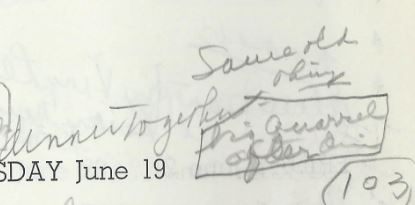 Same old
thing
dinner together
big quarrel
after din
SDAY June 19
103